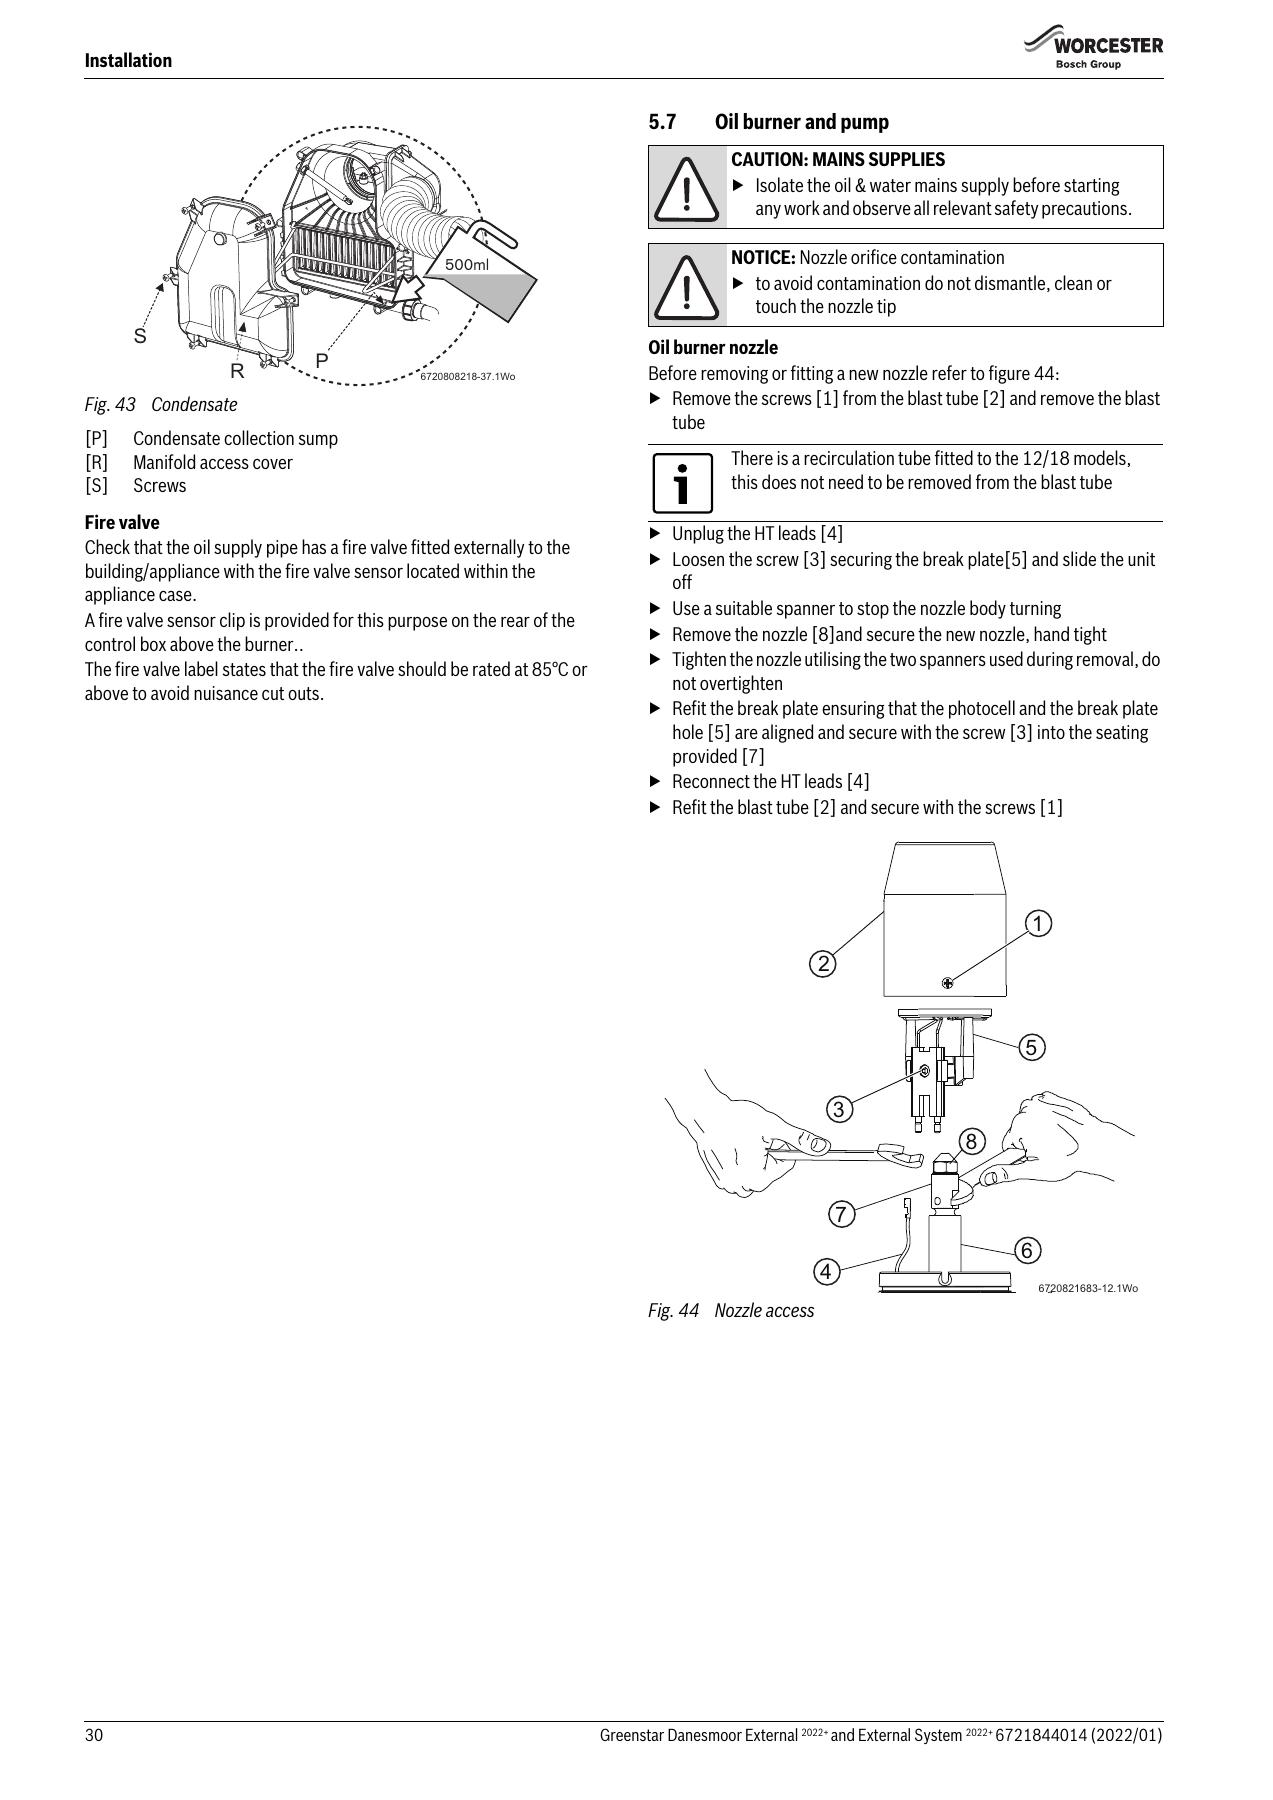 Installation
WORCESTER
Bosch Group
500ml
S
R
P
6720808218-37.1Wo
Fig. 43 Condensate
[P] Condensate collection sump
[R] Manifold access cover
[S] Screws
Fire valve
Check that the oil supply pipe has a fire valve fitted externally to the
building/appliance with the fire valve sensor located within the
appliance case.
A fire valve sensor clip is provided for this purpose on the rear of the
control box above the burner..
The fire valve label states that the fire valve should be rated at 85°C or
above to avoid nuisance cut outs.
5.7 Oil burner and pump
CAUTION: MAINS SUPPLIES
▶ Isolate the oil & water mains supply before starting
any work and observe all relevant safety precautions.
NOTICE: Nozzle orifice contamination
▶ to avoid contamination do not dismantle, clean or
touch the nozzle tip
Oil burner nozzle
Before removing or fitting a new nozzle refer to figure 44:
▶ Remove the screws [1] from the blast tube [2] and remove the blast
tube
There is a recirculation tube fitted to the 12/18 models,
this does not need to be removed from the blast tube
▶ Unplug the HT leads [4]
▶ Loosen the screw [3] securing the break plate[5] and slide the unit
off
▶ Use a suitable spanner to stop the nozzle body turning
▶ Remove the nozzle [8]and secure the new nozzle, hand tight
▶ Tighten the nozzle utilising the two spanners used during removal, do
not overtighten
▶ Refit the break plate ensuring that the photocell and the break plate
hole [5] are aligned and secure with the screw [3] into the seating
provided [7]
▶ Reconnect the HT leads [4]
▶ Refit the blast tube [2] and secure with the screws [1]
1
2
5
3
8
7
6
4
6720821683-12.1Wo
Fig. 44 Nozzle access
30
Greenstar Danesmoor External 2022+ and External System 2022+ 6721844014 (2022/01)